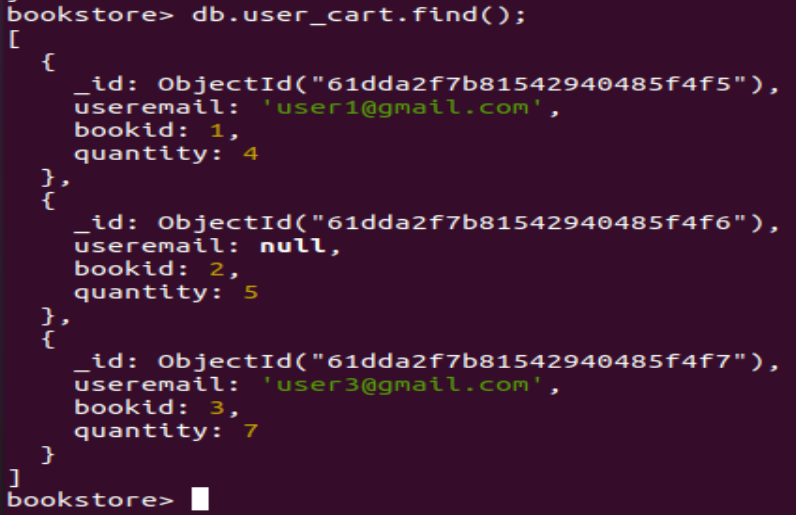 bookstore> db.user_cart.find();
[
  {
    _id: ObjectId("61dda2f7b81542940485f4f5"),
    useremail: 'user1@gmail.com',
    bookid: 1,
    quantity: 4
  },
  {
    _id: ObjectId("61dda2f7b81542940485f4f6"),
    useremail: null,
    bookid: 2,
    quantity: 5
  },
  {
    _id: ObjectId("61dda2f7b81542940485f4f7"),
    useremail: 'user3@gmail.com',
    bookid: 3,
    quantity: 7
  }
]
bookstore>